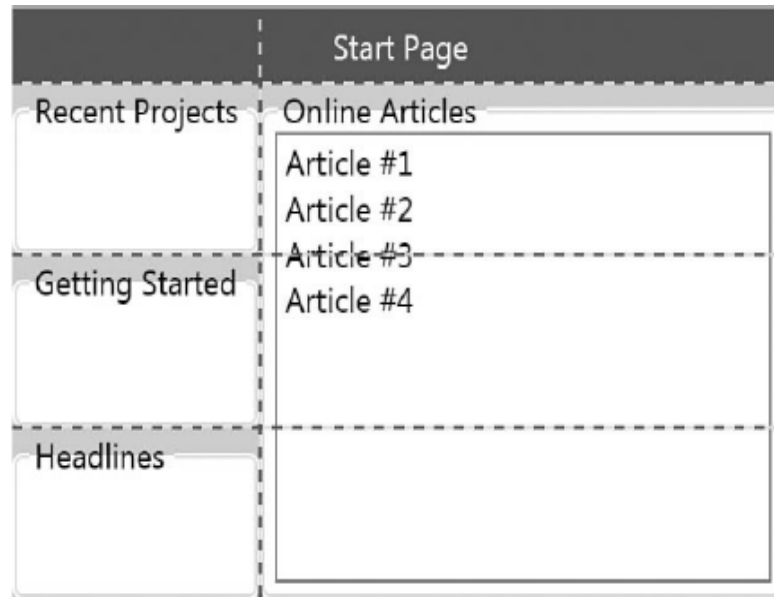 Start Page
Recent Projects
Online Articles
Article #1
Article #2
Article #3
Getting Started
Article #4
Headlines